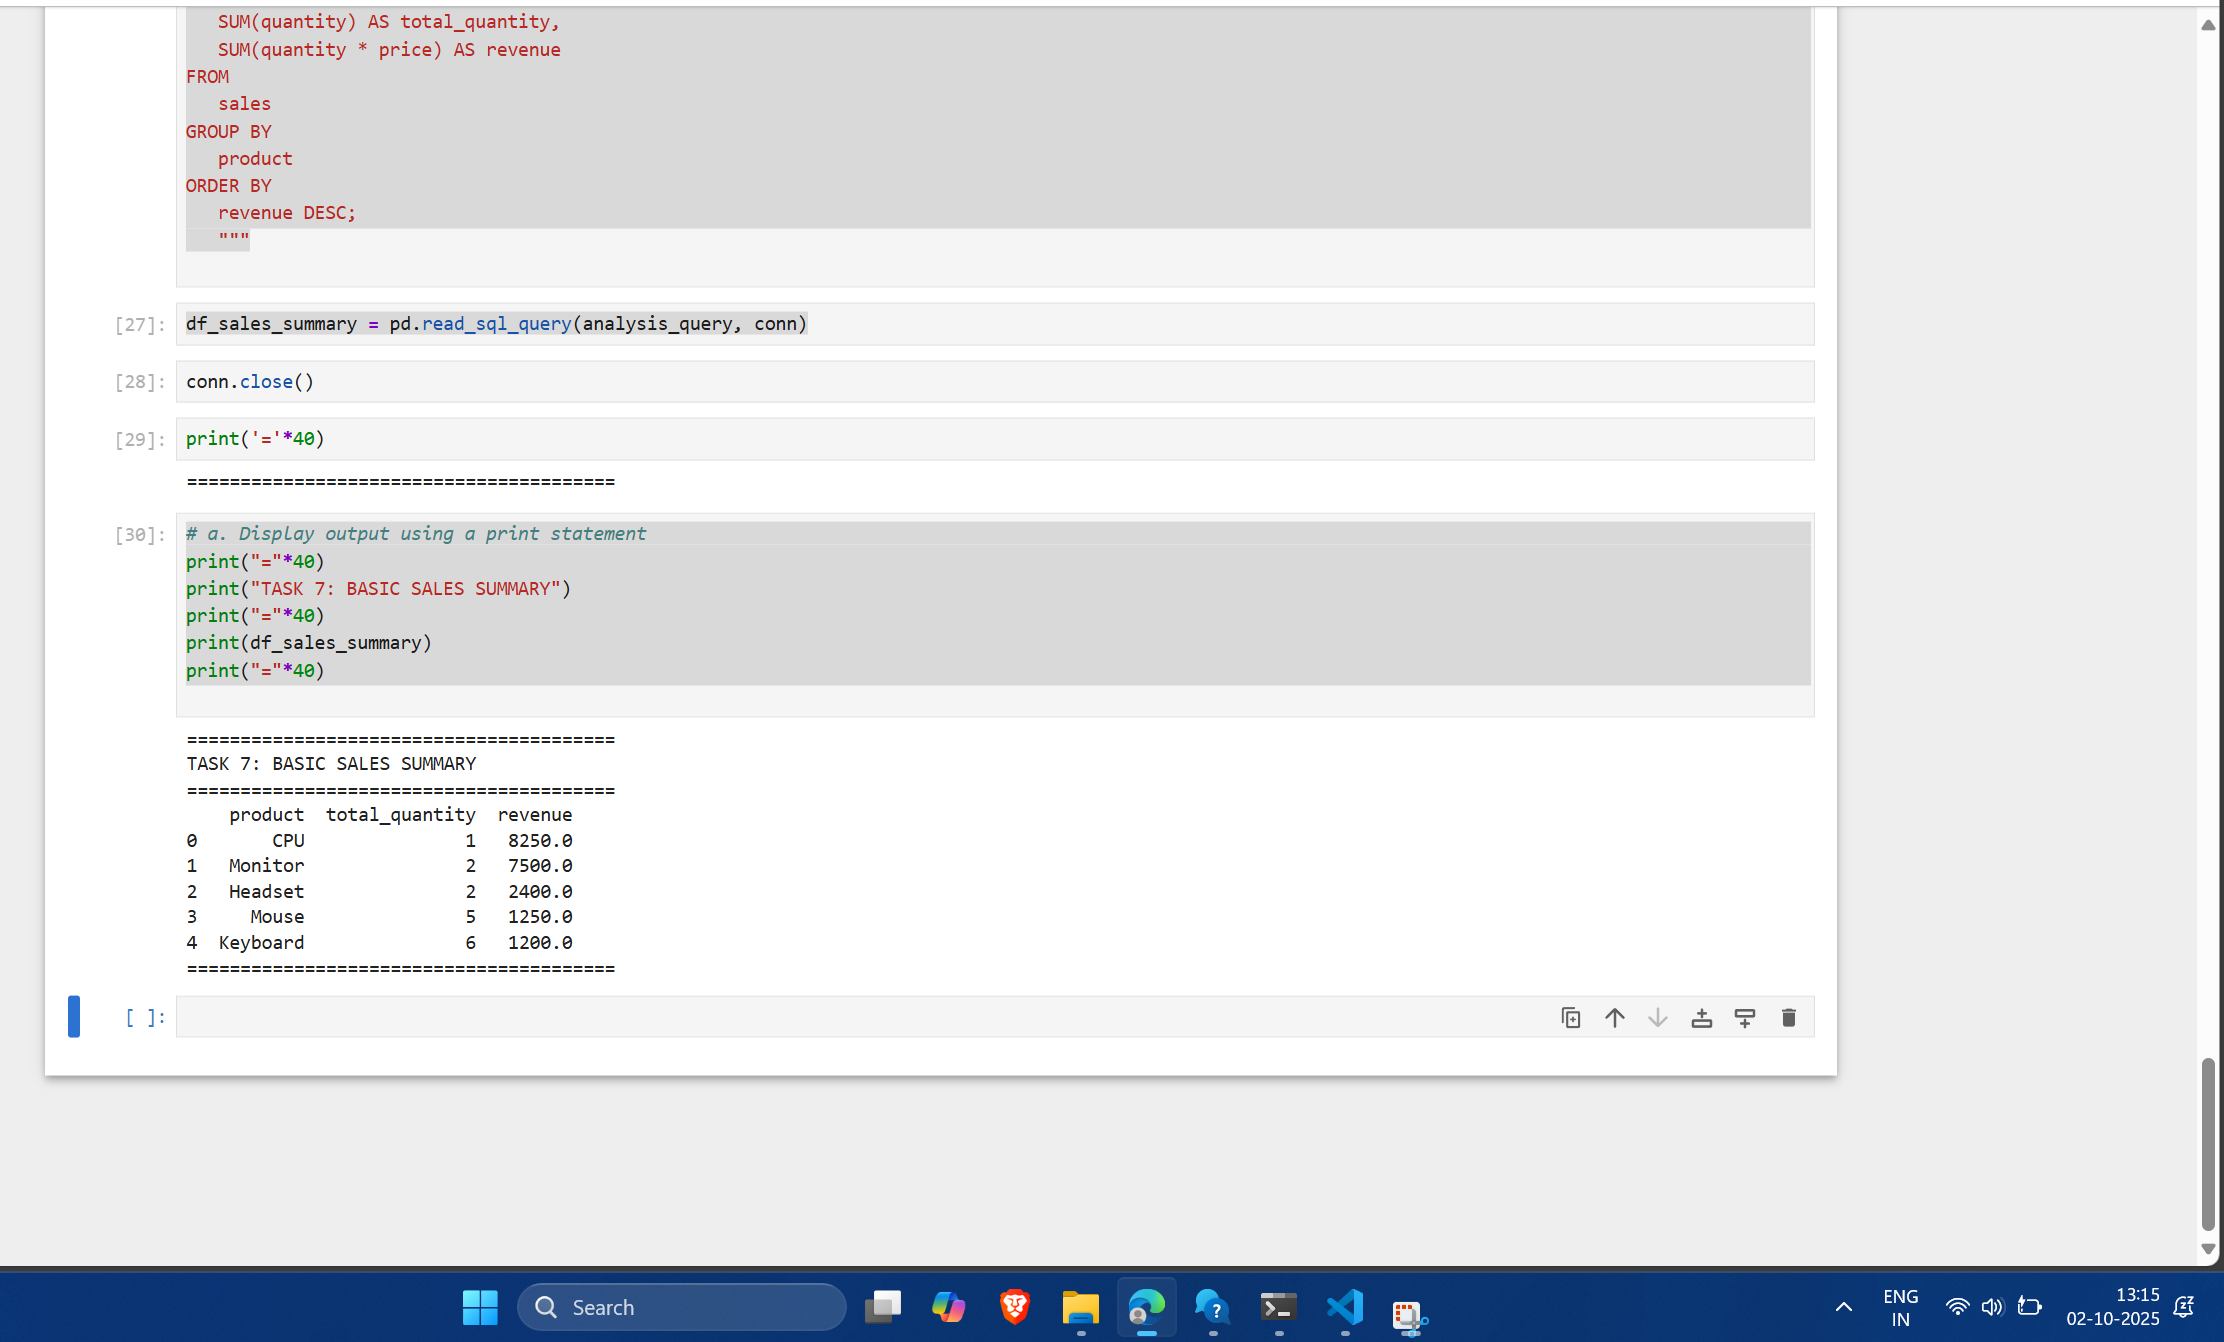 SUM(quantity) AS total_quantity,
   SUM(quantity * price) AS revenue
FROM
   sales
GROUP BY
   product
ORDER BY
   revenue DESC;
   """
[27]: df_sales_summary = pd.read_sql_query(analysis_query, conn)
[28]: conn.close()
[29]: print('='*40)
========================================
[30]: # a. Display output using a print statement
print("="*40)
print("TASK 7: BASIC SALES SUMMARY")
print("="*40)
print(df_sales_summary)
print("="*40)
========================================
TASK 7: BASIC SALES SUMMARY
========================================
    product  total_quantity  revenue
0       CPU               1   8250.0
1   Monitor               2   7500.0
2   Headset               2   2400.0
3     Mouse               5   1250.0
4  Keyboard               6   1200.0
========================================
[ ]:
Search
ENG
IN
13:15
02-10-2025